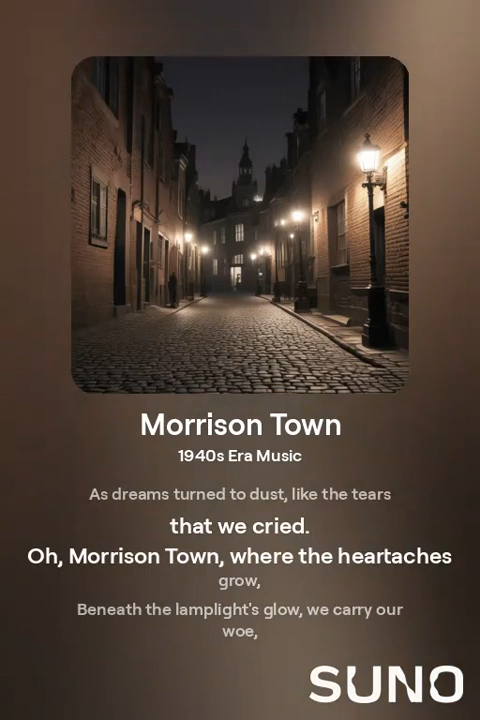 Morrison Town
1940s Era Music
As dreams turned to dust, like the tears
that we cried.
Oh, Morrison Town, where the heartaches
grow,
Beneath the lamplight's glow, we carry our
woe,
SUNO